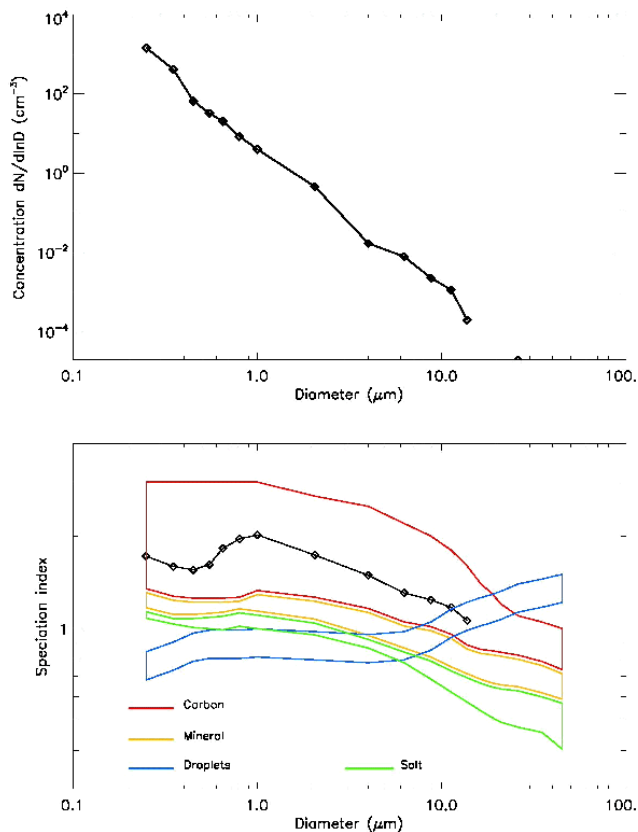 10⁴
10²
10⁰
10⁻²
10⁻⁴
Concentration dN/dlnD (cm⁻³)
0.1 1.0 10.0 100.
Diameter (μm)
Speciation index
1
Carbon
Mineral
Droplets Salt
0.1 1.0 10.0 100.
Diameter (μm)